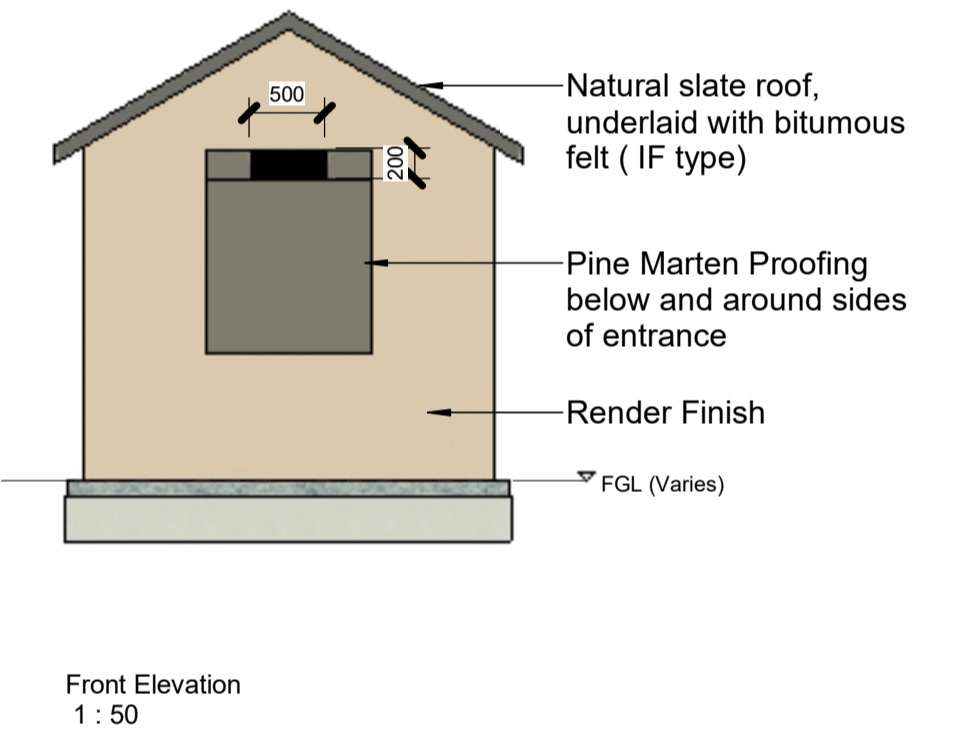 500
200
Natural slate roof,
underlaid with bitumous
felt ( IF type)
Pine Marten Proofing
below and around sides
of entrance
Render Finish
FGL (Varies)
Front Elevation
1 : 50